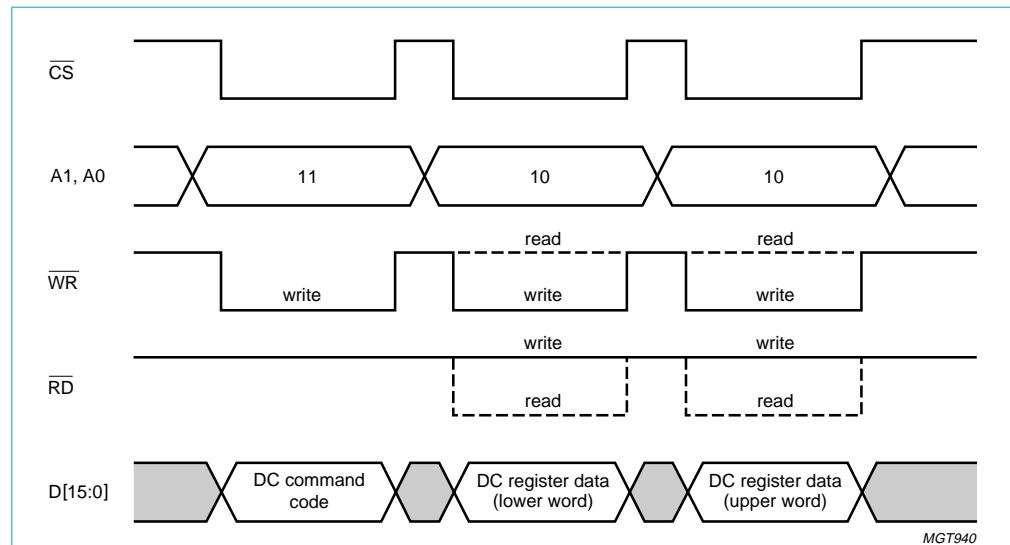 CS
A1, A0
11
10
10
read
read
WR
write
write
write
write
write
RD
read
read
D[15:0]
DC command
code
DC register data
(lower word)
DC register data
(upper word)
MGT940